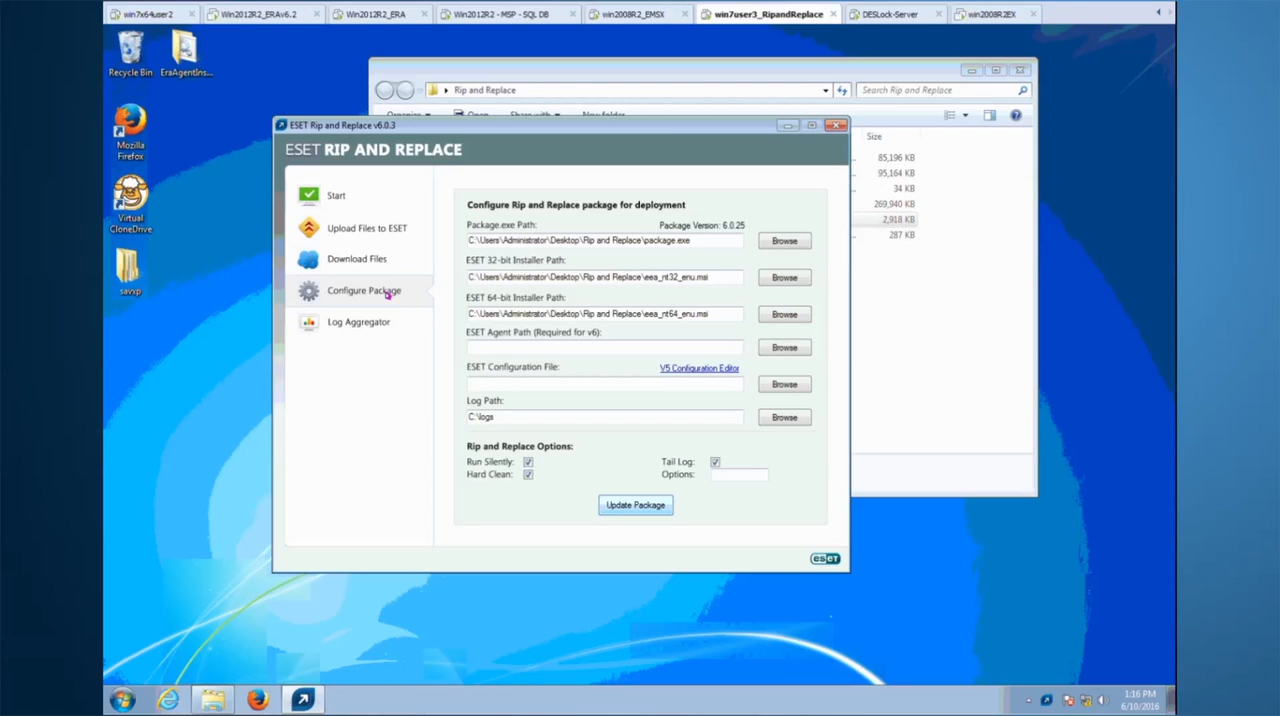 win7x64user2
Win2012R2_ERAv6.2
Win2012R2_ERA
Win2012R2 - MSP - SQL DB
win2008R2_EMSX
win7user3_RipandReplace
DESLock-Server
win2008R2EX
Recycle Bin
EraAgentIns...
Mozilla
Firefox
Virtual
CloneDrive
savxp
Rip and Replace
Search Rip and Replace
Organize
Open
Share with
New folder
Size
85,196 KB
95,164 KB
34 KB
269,940 KB
2,918 KB
287 KB
ESET Rip and Replace v6.0.3
ESET RIP AND REPLACE
Start
Upload Files to ESET
Download Files
Configure Package
Log Aggregator
Configure Rip and Replace package for deployment
Package.exe Path:
Package Version: 6.0.25
C:\Users\Administrator\Desktop\Rip and Replace\package.exe
Browse
ESET 32-bit Installer Path:
C:\Users\Administrator\Desktop\Rip and Replace\eea_nt32_enu.msi
Browse
ESET 64-bit Installer Path:
C:\Users\Administrator\Desktop\Rip and Replace\eea_nt64_enu.msi
Browse
ESET Agent Path (Required for v6):
Browse
ESET Configuration File:
V5 Configuration Editor
Browse
Log Path:
C:\logs
Browse
Rip and Replace Options:
Run Silently:
Tail Log:
Hard Clean:
Options:
Update Package
eset
1:16 PM
6/10/2016